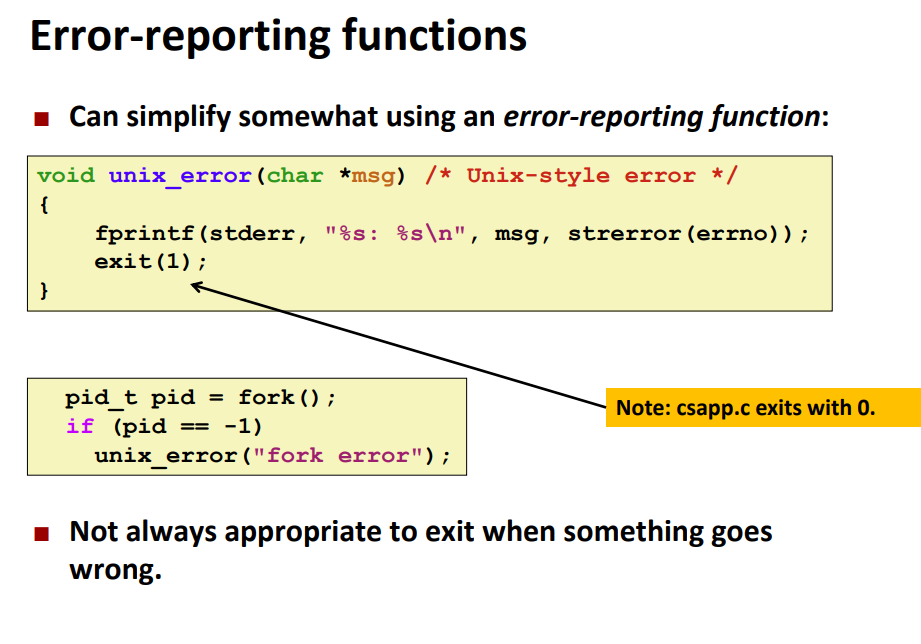 Error-reporting functions
■ Can simplify somewhat using an error-reporting function:
void unix_error(char *msg) /* Unix-style error */
{
    fprintf(stderr, "%s: %s\n", msg, strerror(errno));
    exit(1);
}
pid_t pid = fork();
if (pid == -1)
  unix_error("fork error");
Note: csapp.c exits with 0.
■ Not always appropriate to exit when something goes
wrong.